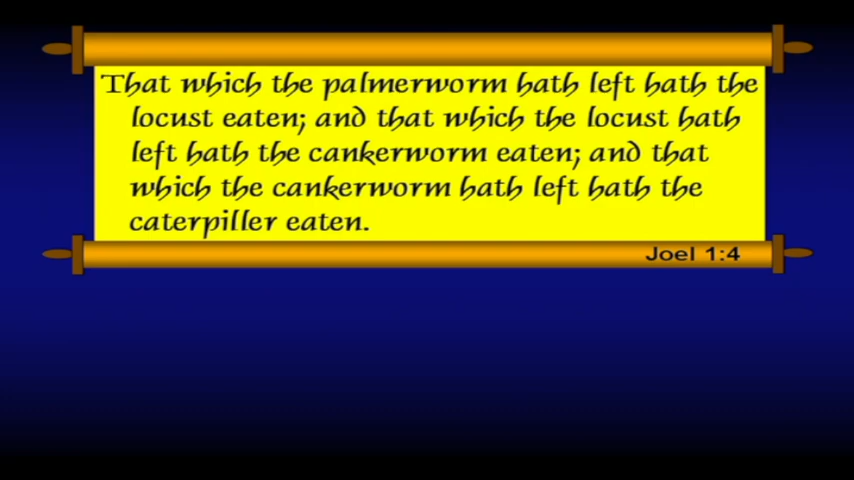 That which the palmerworm hath left hath the
locust eaten; and that which the locust hath
left hath the cankerworm eaten; and that
which the cankerworm hath left hath the
caterpiller eaten.
Joel 1:4